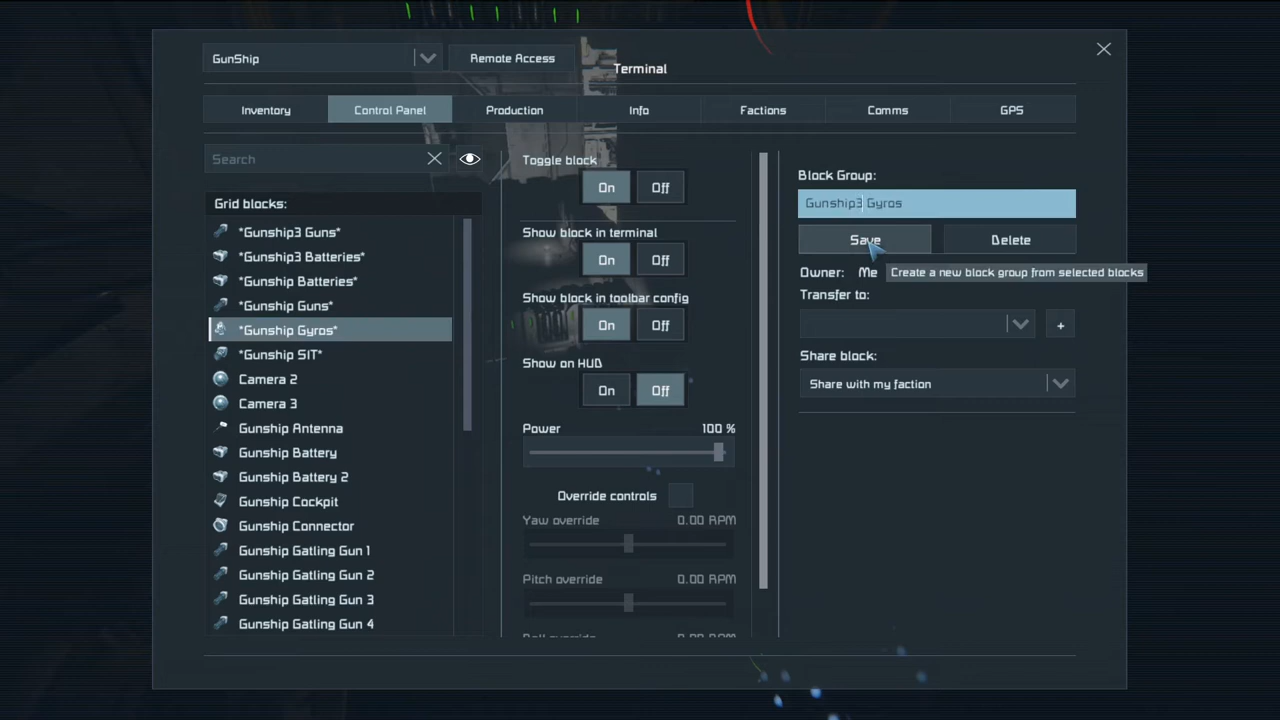 GunShip
Remote Access
Terminal
Inventory
Control Panel
Production
Info
Factions
Comms
GPS
Search
Grid blocks:
*Gunship3 Guns*
*Gunship3 Batteries*
*Gunship Batteries*
*Gunship Guns*
*Gunship Gyros*
*Gunship SIT*
Camera 2
Camera 3
Gunship Antenna
Gunship Battery
Gunship Battery 2
Gunship Cockpit
Gunship Connector
Gunship Gatling Gun 1
Gunship Gatling Gun 2
Gunship Gatling Gun 3
Gunship Gatling Gun 4
Toggle block
On Off
Show block in terminal
On Off
Show block in toolbar config
On Off
Show on HUD
On Off
Power 100 %
Override controls
Yaw override 0.00 RPM
Pitch override 0.00 RPM
Roll override 0.00 RPM
Block Group:
Gunship3 Gyros
Save Delete
Owner: Me
Create a new block group from selected blocks
Transfer to:
+
Share block:
Share with my faction